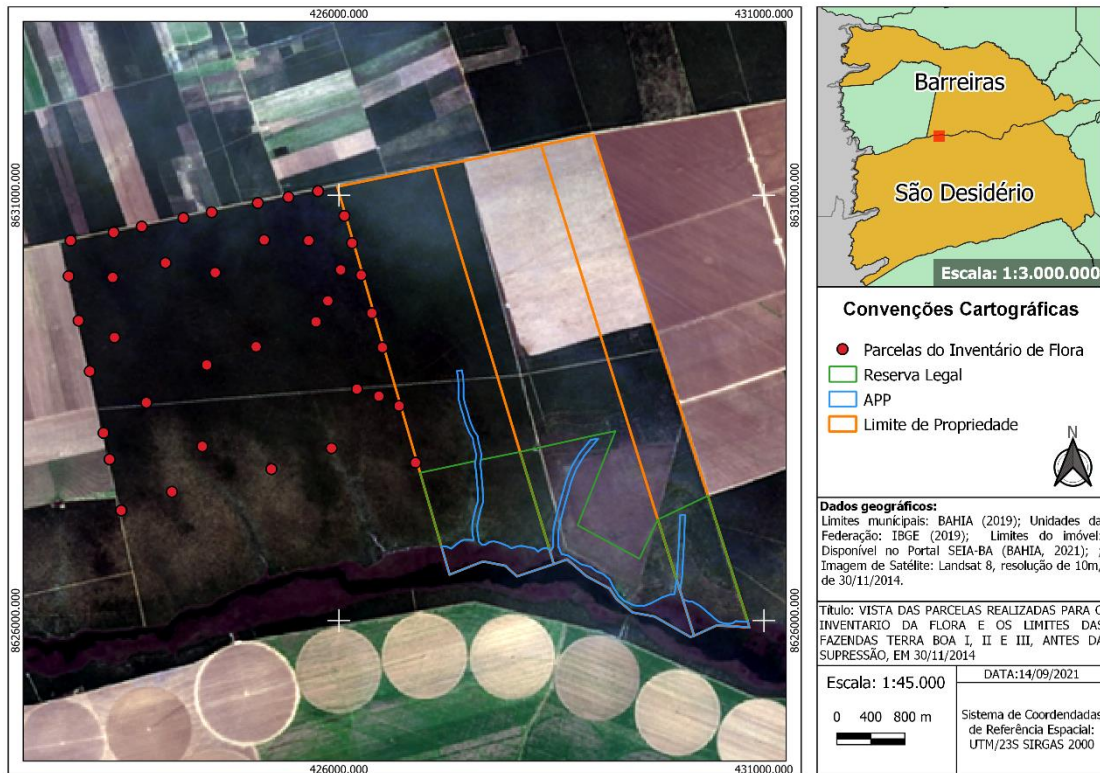 426000.000
431000.000
8631000.000
8631000.000
8626000.000
8626000.000
426000.000
431000.000
Barreiras
São Desidério
Escala: 1:3.000.000
Convenções Cartográficas
Parcelas do Inventário de Flora
Reserva Legal
APP
Limite de Propriedade
N
Dados geográficos:
Limites municipais: BAHIA (2019); Unidades da
Federação: IBGE (2019); Limites do imóvel:
Disponível no Portal SEIA-BA (BAHIA, 2021); ;
Imagem de Satélite: Landsat 8, resolução de 10m,
de 30/11/2014.
Título: VISTA DAS PARCELAS REALIZADAS PARA O
INVENTARIO DA FLORA E OS LIMITES DAS
FAZENDAS TERRA BOA I, II E III, ANTES DA
SUPRESSÃO, EM 30/11/2014
Escala: 1:45.000
0 400 800 m
DATA:14/09/2021
Sistema de Coordendadas
de Referência Espacial:
UTM/23S SIRGAS 2000